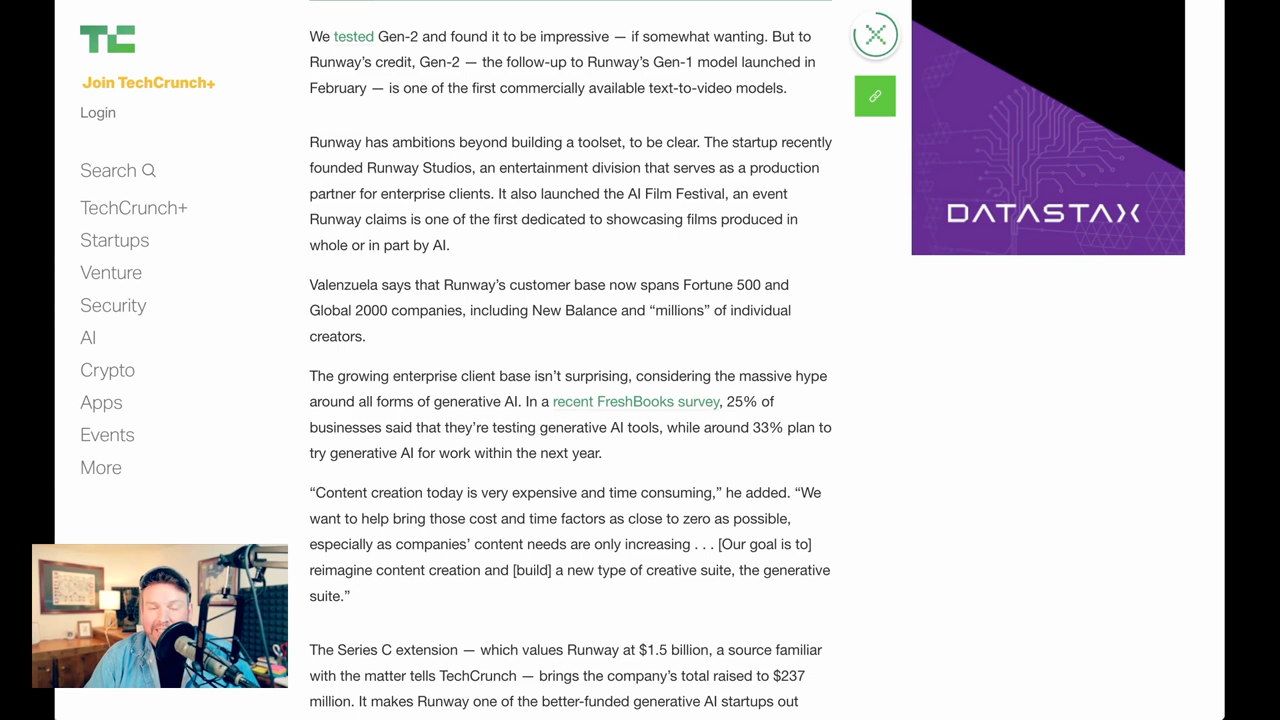 TC
Join TechCrunch+
Login
Search
TechCrunch+
Startups
Venture
Security
AI
Crypto
Apps
Events
More
We tested Gen-2 and found it to be impressive — if somewhat wanting. But to
Runway’s credit, Gen-2 — the follow-up to Runway’s Gen-1 model launched in
February — is one of the first commercially available text-to-video models.
Runway has ambitions beyond building a toolset, to be clear. The startup recently
founded Runway Studios, an entertainment division that serves as a production
partner for enterprise clients. It also launched the AI Film Festival, an event
Runway claims is one of the first dedicated to showcasing films produced in
whole or in part by AI.
Valenzuela says that Runway’s customer base now spans Fortune 500 and
Global 2000 companies, including New Balance and “millions” of individual
creators.
The growing enterprise client base isn’t surprising, considering the massive hype
around all forms of generative AI. In a recent FreshBooks survey, 25% of
businesses said that they’re testing generative AI tools, while around 33% plan to
try generative AI for work within the next year.
“Content creation today is very expensive and time consuming,” he added. “We
want to help bring those cost and time factors as close to zero as possible,
especially as companies’ content needs are only increasing . . . [Our goal is to]
reimagine content creation and [build] a new type of creative suite, the generative
suite.”
The Series C extension — which values Runway at $1.5 billion, a source familiar
with the matter tells TechCrunch — brings the company’s total raised to $237
million. It makes Runway one of the better-funded generative AI startups out
DATASTAX